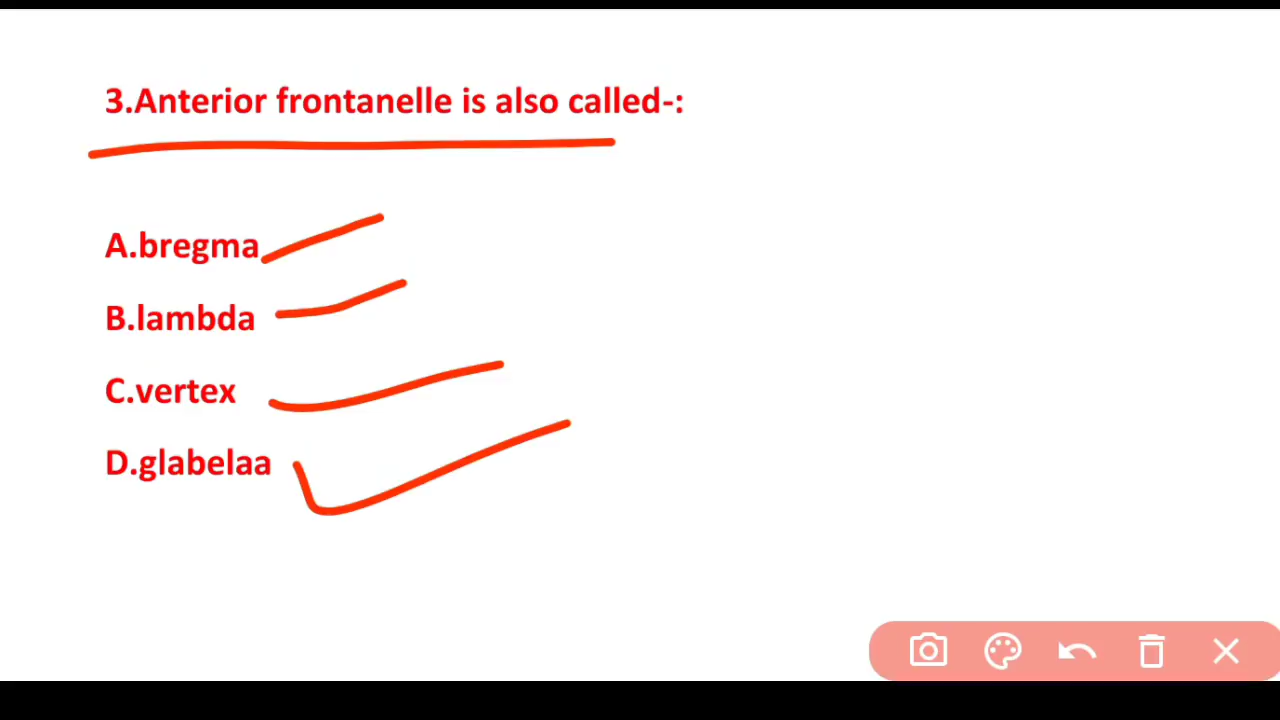 3.Anterior frontanelle is also called-:
A.bregma
B.lambda
C.vertex
D.glabelaa